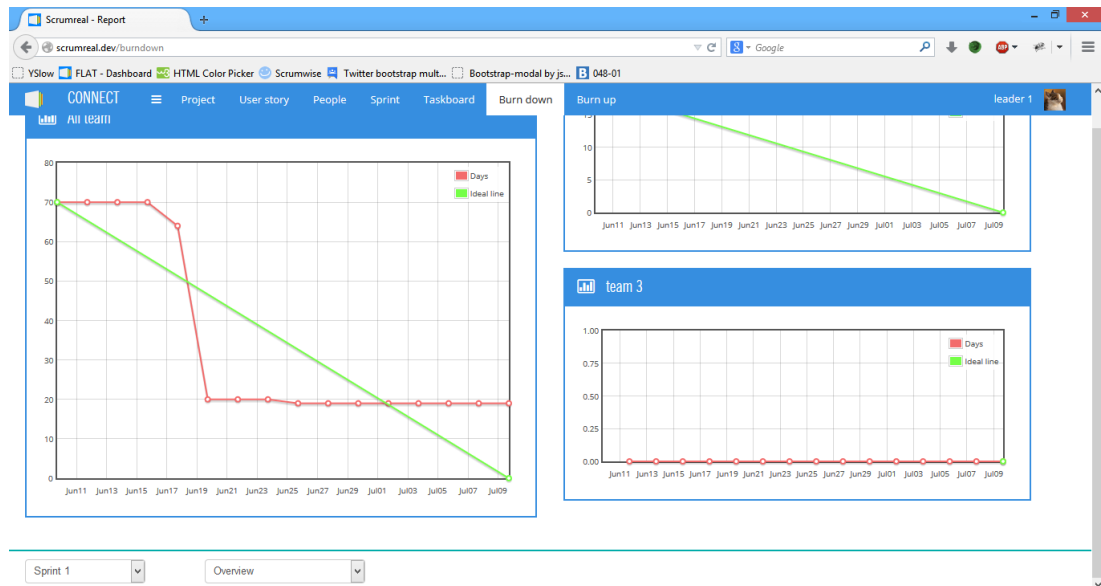 Scrumreal - Report
scrumreal.dev/burndown
Google
ABP
YSlow FLAT - Dashboard HTML Color Picker Scrumwise Twitter bootstrap mult... Bootstrap-modal by js... B 048-01
CONNECT Project User story People Sprint Taskboard Burn down Burn up leader 1
All team
80
70
60
50
40
30
20
10
0
Days
Ideal line
Jun11 Jun13 Jun15 Jun17 Jun19 Jun21 Jun23 Jun25 Jun27 Jun29 Jul01 Jul03 Jul05 Jul07 Jul09
15
10
5
0
Jun11 Jun13 Jun15 Jun17 Jun19 Jun21 Jun23 Jun25 Jun27 Jun29 Jul01 Jul03 Jul05 Jul07 Jul09
team 3
1.00
0.75
0.50
0.25
0.00
Days
Ideal line
Jun11 Jun13 Jun15 Jun17 Jun19 Jun21 Jun23 Jun25 Jun27 Jun29 Jul01 Jul03 Jul05 Jul07 Jul09
Sprint 1 Overview